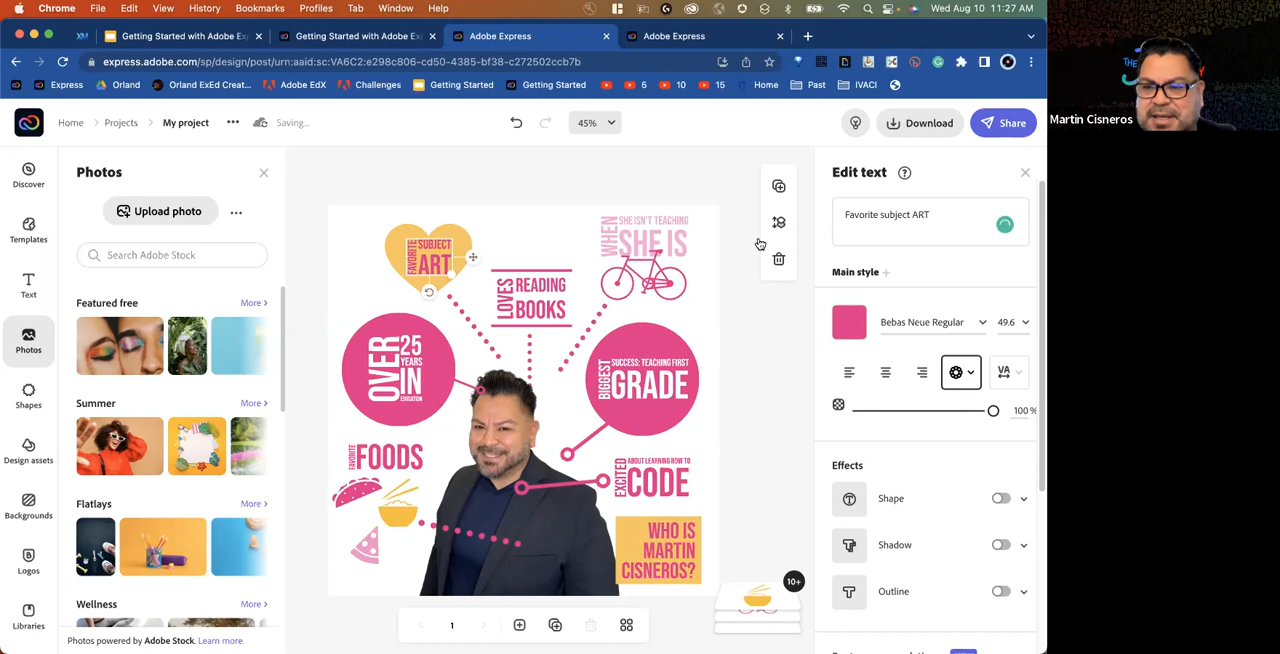 Chrome File Edit View History Bookmarks Profiles Tab Window Help Wed Aug 10 11:27 AM
XM Getting Started with Adobe Ex Getting Started with Adobe Ex Adobe Express Adobe Express
express.adobe.com/sp/design/post/urn:aaid:sc:VA6C2:e298c806-cd50-4385-bf38-c272502ccb7b
Express Orland Orland ExEd Creat... Adobe EdX Challenges Getting Started Getting Started 5 10 15 Home Past IVACI
Home Projects My project ... Saving... 45% Download Share
Discover
Templates
Text
Photos
Shapes
Design assets
Backgrounds
Logos
Libraries
Photos
Upload photo
Search Adobe Stock
Featured free More
Summer More
Flatlays More
Wellness More
Photos powered by Adobe Stock. Learn more.
FAVORITE SUBJECT
ART
LOVES READING
BOOKS
WHEN SHE ISN'T TEACHING
SHE IS
OVER 25
YEARS
IN
EDUCATION
BIGGEST SUCCESS: TEACHING FIRST
GRADE
FAVORITE FOODS
EXCITED ABOUT LEARNING HOW TO
CODE
WHO IS
MARTIN
CISNEROS?
10+
1
Edit text
Favorite subject ART
Main style +
Bebas Neue Regular 49.6
VA
100%
Effects
Shape
Shadow
Outline
THE
Martin Cisneros